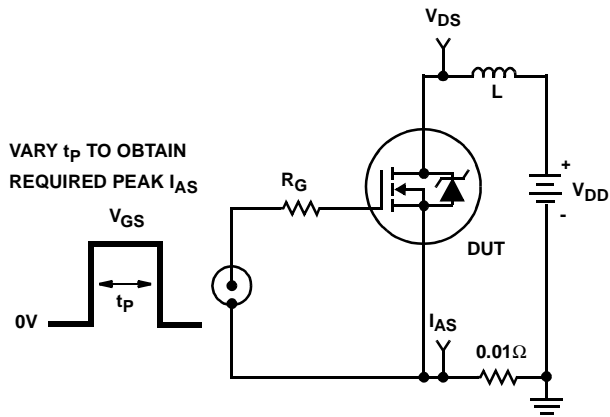 V_DS
L
VARY t_P TO OBTAIN
REQUIRED PEAK I_AS
R_G
+
V_DD
-
V_GS
DUT
t_P
0V
I_AS
0.01Ω